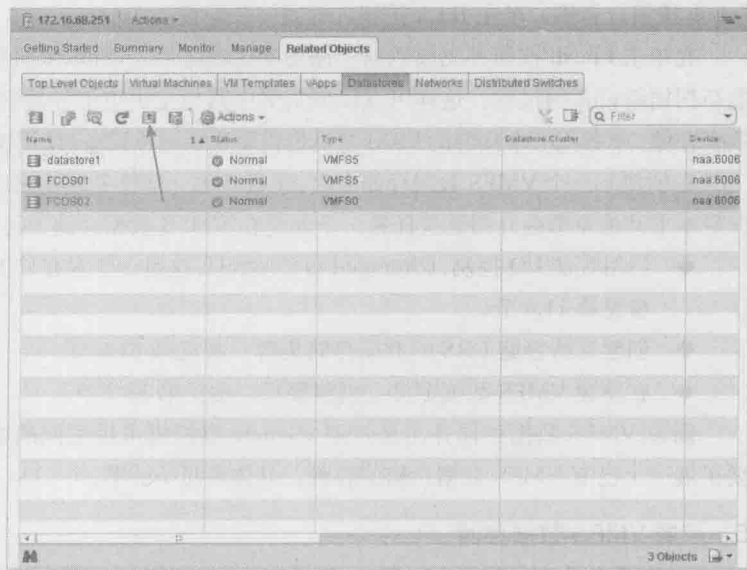 172.16.68.251 Actions
Getting Started Summary Monitor Manage Related Objects
Top Level Objects Virtual Machines VM Templates vApps Datastores Networks Distributed Switches
Actions Filter
Name 1 Status Type Datastore Cluster Device
datastore1 Normal VMFS5 naa.6006
FCDS01 Normal VMFS5 naa.6006
FCDS02 Normal naa.6006
3 Objects